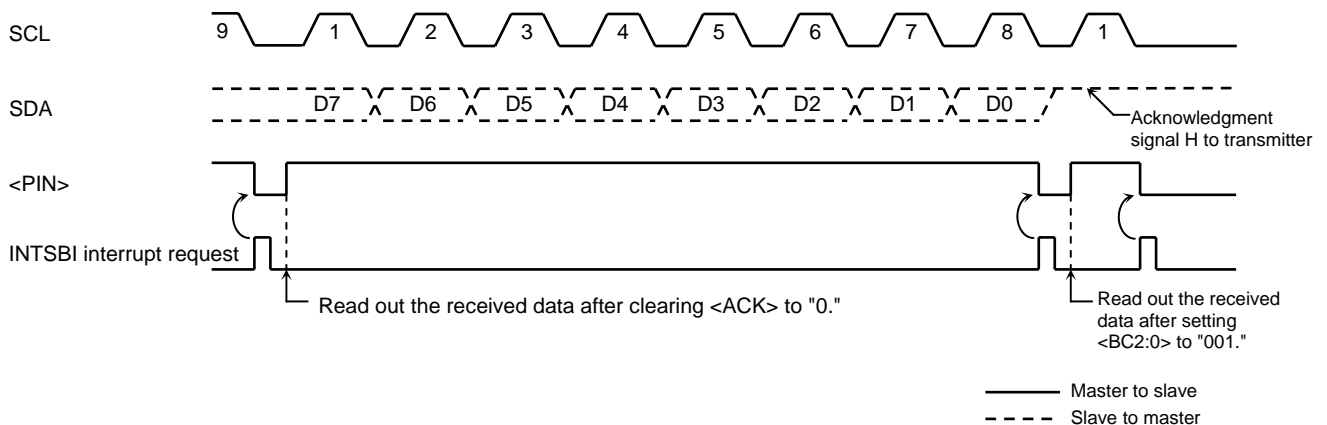 SCL 9 1 2 3 4 5 6 7 8 1
SDA D7 D6 D5 D4 D3 D2 D1 D0
Acknowledgment
signal H to transmitter
<PIN>
INTSBI interrupt request
Read out the received data after clearing <ACK> to "0."
Read out the received
data after setting
<BC2:0> to "001."
Master to slave
Slave to master